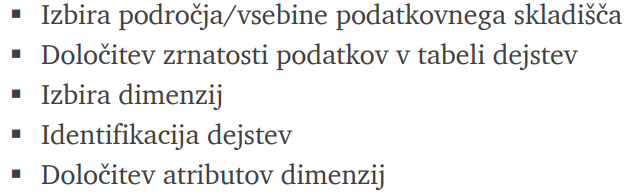 ▪ Izbira področja/vsebine podatkovnega skladišča
▪ Določitev zrnatosti podatkov v tabeli dejstev
▪ Izbira dimenzij
▪ Identifikacija dejstev
▪ Določitev atributov dimenzij